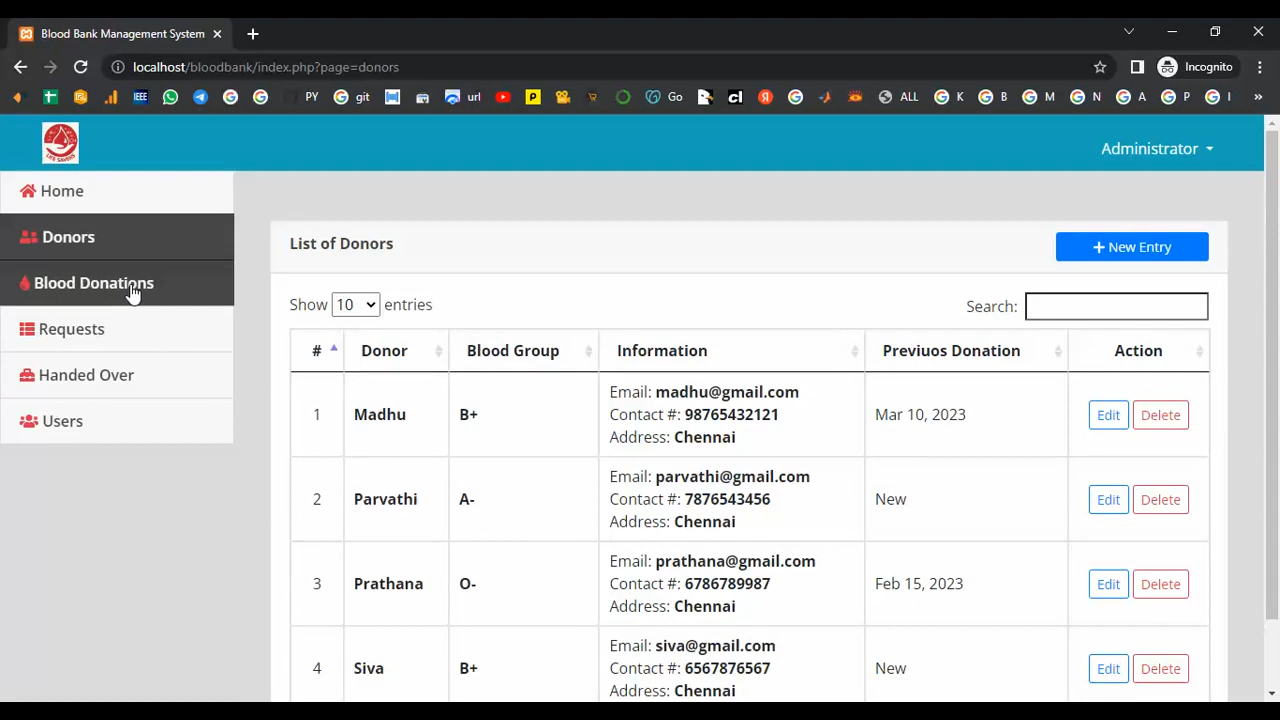 Blood Bank Management System
localhost/bloodbank/index.php?page=donors
Incognito
PY
git
url
Go
ALL
K
B
M
N
A
P
I
LIFE SAVERS
Administrator
Home
Donors
Blood Donations
Requests
Handed Over
Users
List of Donors
+ New Entry
Show 10 entries
Search:
# Donor Blood Group Information Previuos Donation Action
1 Madhu B+
Email: madhu@gmail.com
Contact #: 98765432121
Address: Chennai
Mar 10, 2023
Edit Delete
2 Parvathi A-
Email: parvathi@gmail.com
Contact #: 7876543456
Address: Chennai
New
Edit Delete
3 Prathana O-
Email: prathana@gmail.com
Contact #: 6786789987
Address: Chennai
Feb 15, 2023
Edit Delete
4 Siva B+
Email: siva@gmail.com
Contact #: 6567876567
Address: Chennai
New
Edit Delete